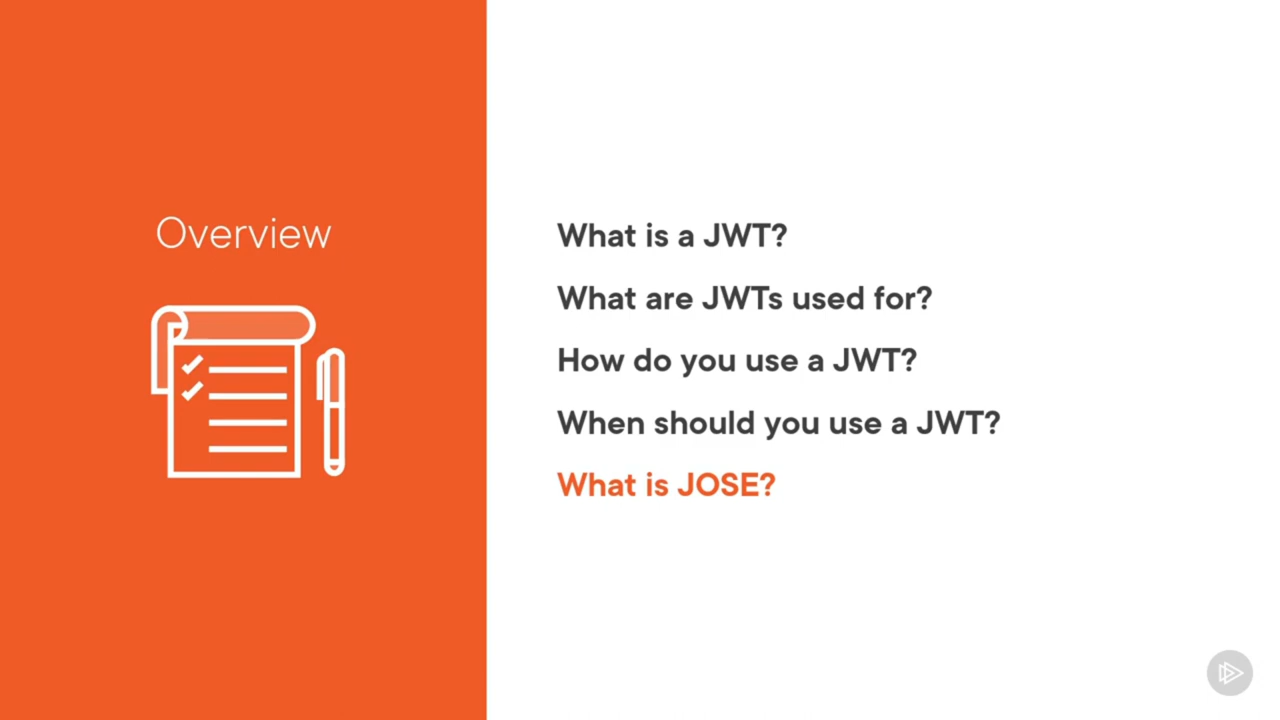 Overview
What is a JWT?
What are JWTs used for?
How do you use a JWT?
When should you use a JWT?
What is JOSE?